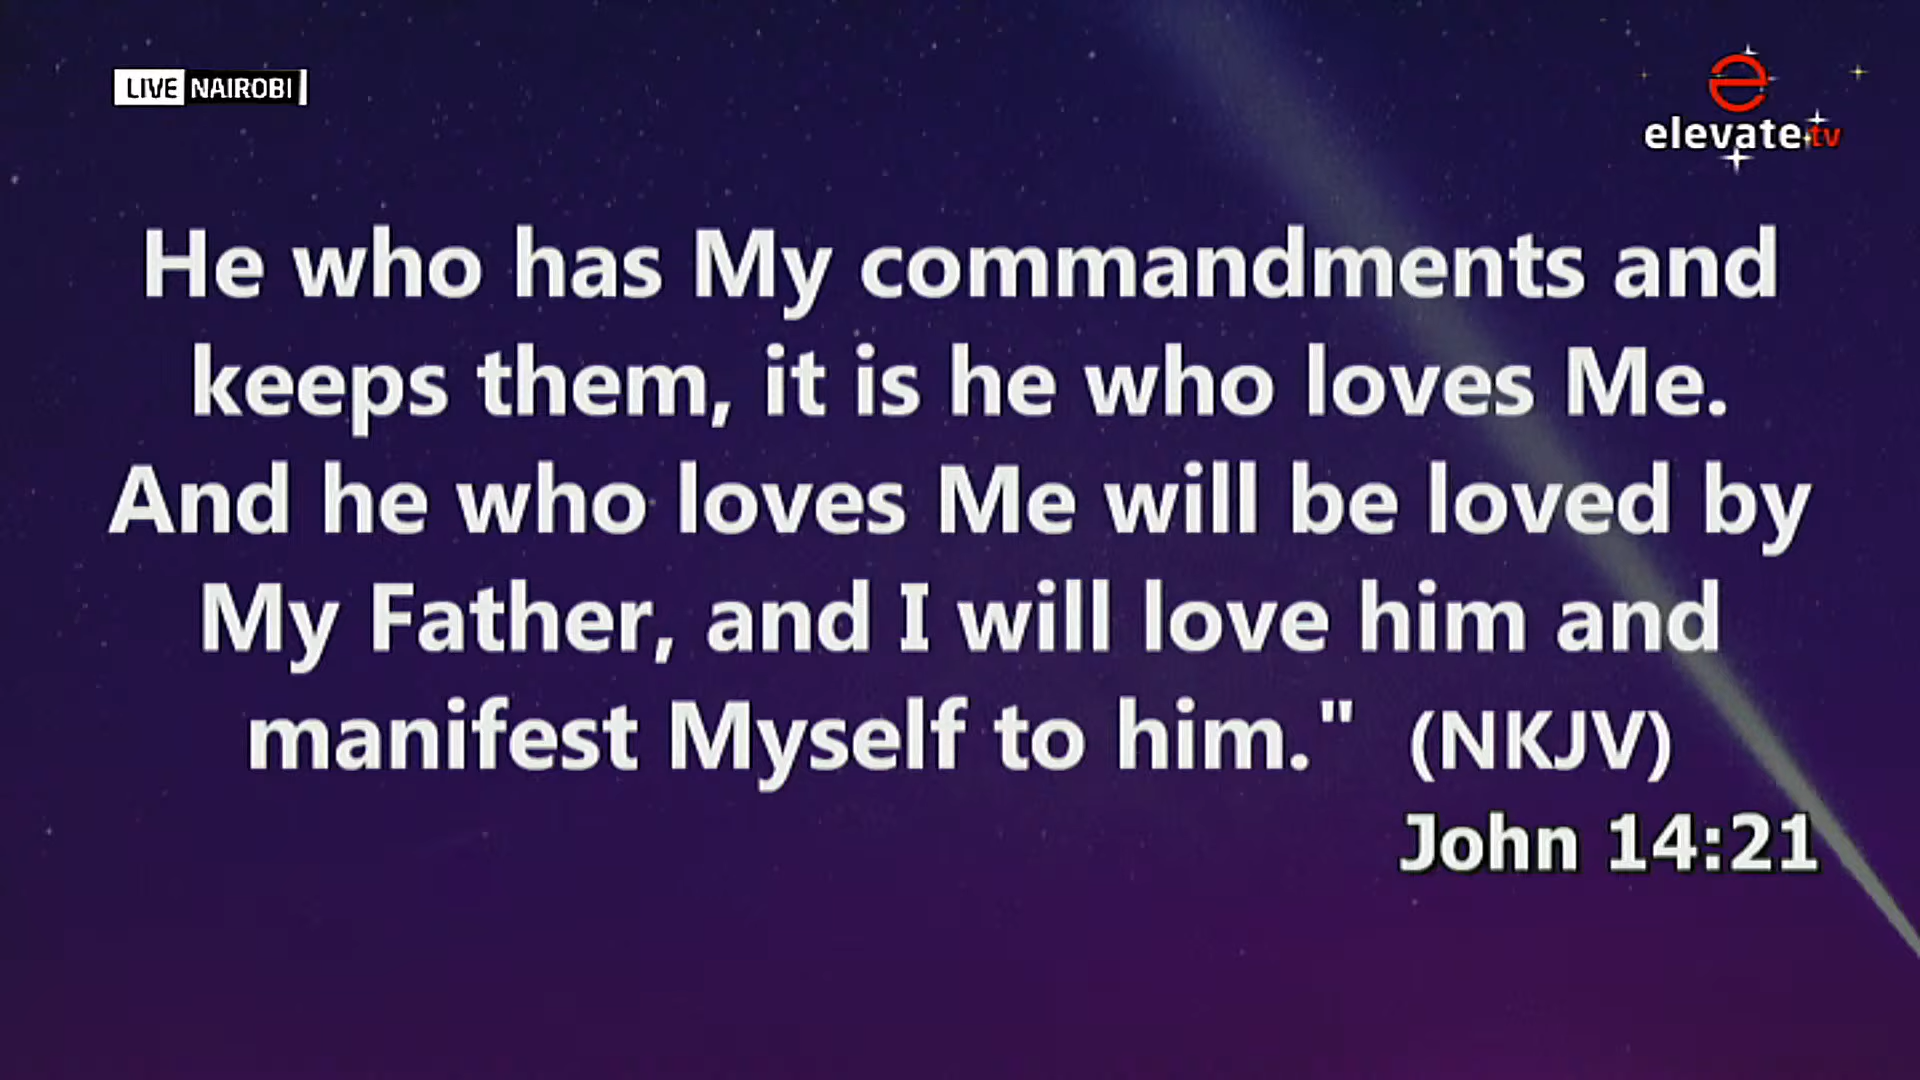 LIVE NAIROBI
e
elevate tv
He who has My commandments and
keeps them, it is he who loves Me.
And he who loves Me will be loved by
My Father, and I will love him and
manifest Myself to him." (NKJV)
John 14:21